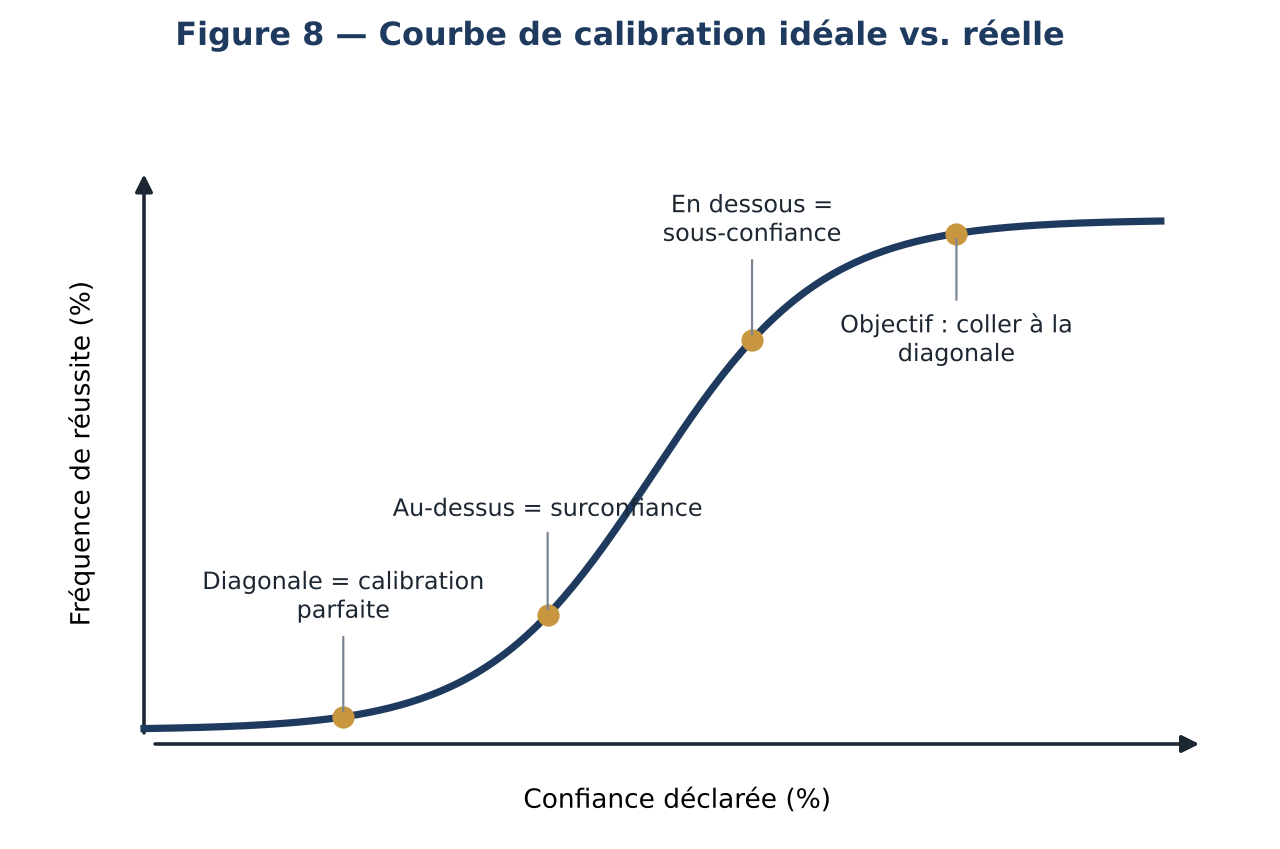 Figure 8 — Courbe de calibration idéale vs. réelle
En dessous =
sous-confiance
Objectif : coller à la
diagonale
Au-dessus = surconfiance
Diagonale = calibration
parfaite
Fréquence de réussite (%)
Confiance déclarée (%)